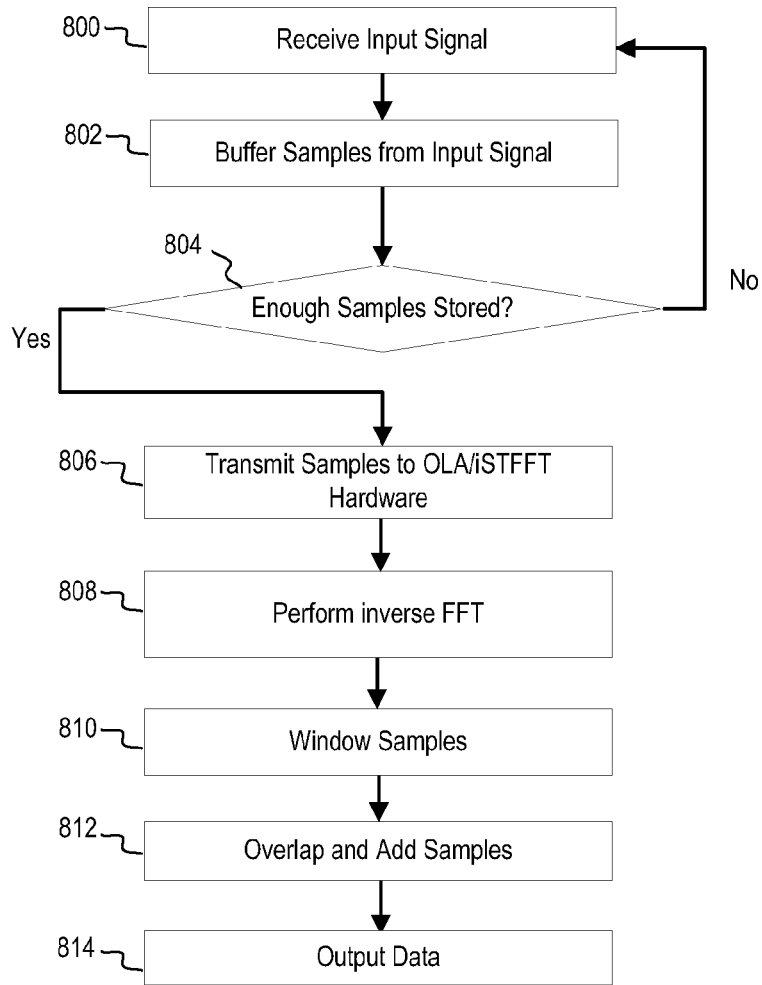 800
Receive Input Signal
802
Buffer Samples from Input Signal
804
Enough Samples Stored?
No
Yes
806
Transmit Samples to OLA/iSTFFT
Hardware
808
Perform inverse FFT
810
Window Samples
812
Overlap and Add Samples
814
Output Data